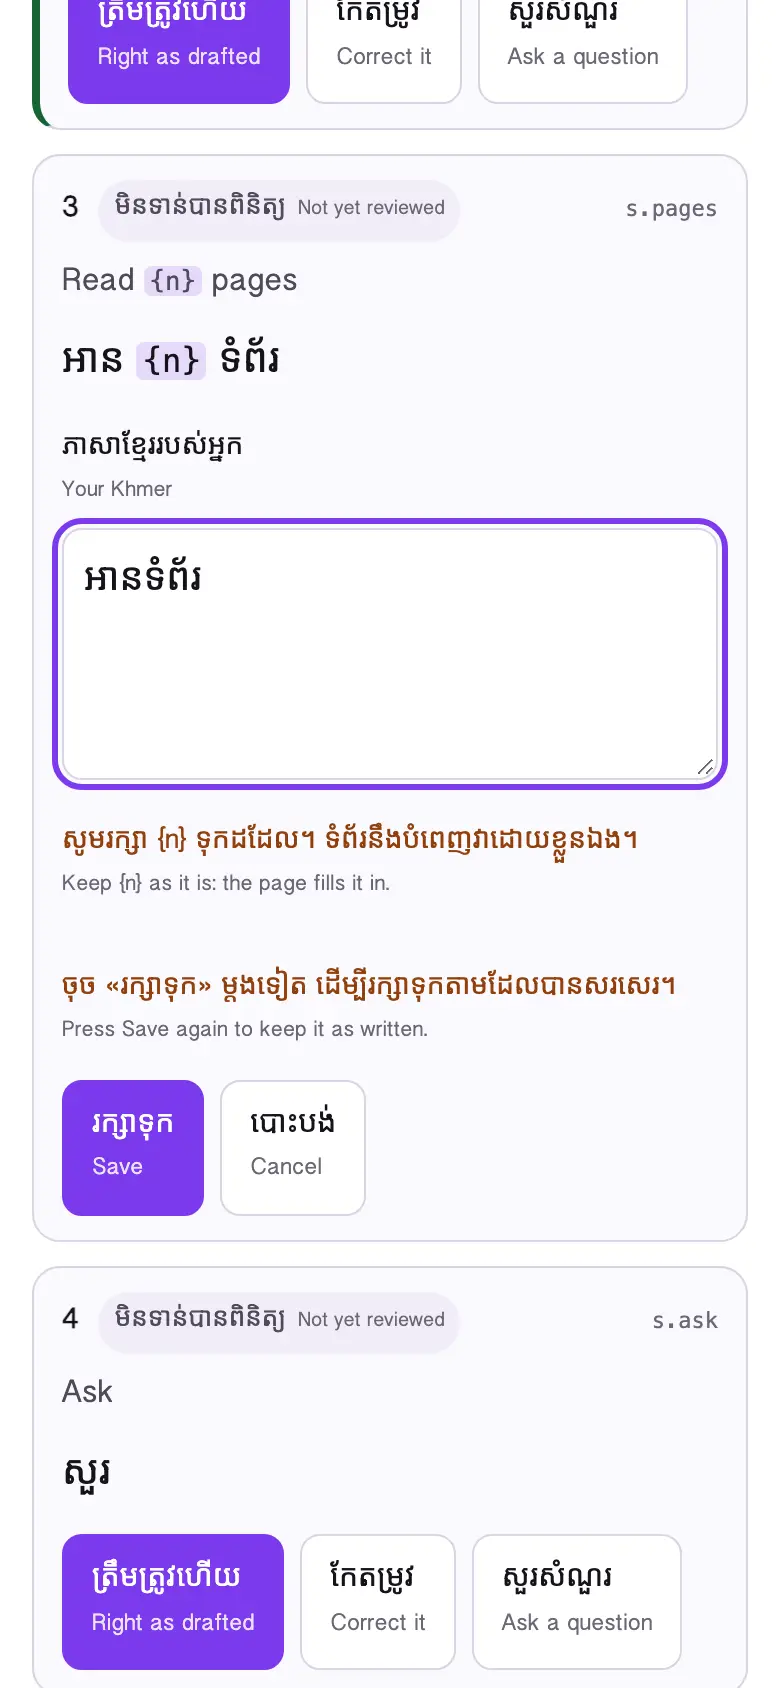 ត្រឹមត្រូវហើយ
Right as drafted
កែតម្រូវ
Correct it
សួរសំណួរ
Ask a question
3 មិនទាន់បានពិនិត្យ Not yet reviewed s.pages
Read {n} pages
អាន {n} ទំព័រ
ភាសាខ្មែររបស់អ្នក
Your Khmer
អានទំព័រ
សូមរក្សា {n} ទុកដដែល។ ទំព័រនឹងបំពេញវាដោយខ្លួនឯង។
Keep {n} as it is: the page fills it in.
ចុច «រក្សាទុក» ម្ដងទៀត ដើម្បីរក្សាទុកតាមដែលបានសរសេរ។
Press Save again to keep it as written.
រក្សាទុក
Save
បោះបង់
Cancel
4 មិនទាន់បានពិនិត្យ Not yet reviewed s.ask
Ask
សួរ
ត្រឹមត្រូវហើយ
Right as drafted
កែតម្រូវ
Correct it
សួរសំណួរ
Ask a question